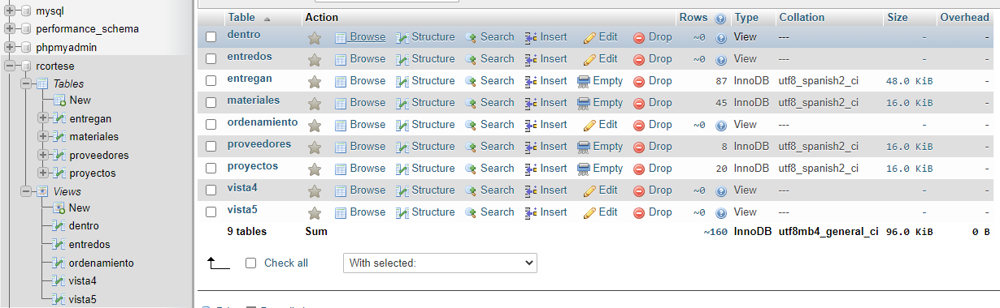 mysql
performance_schema
phpmyadmin
rcortese
Tables
New
entregan
materiales
proveedores
proyectos
Views
New
dentro
entredos
ordenamiento
vista4
vista5
Table Action Rows Type Collation Size Overhead
dentro Browse Structure Search Insert Edit Drop ~0 View --- - -
entredos Browse Structure Search Insert Edit Drop ~0 View --- - -
entregan Browse Structure Search Insert Empty Drop 87 InnoDB utf8_spanish2_ci 48.0 KiB -
materiales Browse Structure Search Insert Empty Drop 45 InnoDB utf8_spanish2_ci 16.0 KiB -
ordenamiento Browse Structure Search Insert Edit Drop ~0 View --- - -
proveedores Browse Structure Search Insert Empty Drop 8 InnoDB utf8_spanish2_ci 16.0 KiB -
proyectos Browse Structure Search Insert Empty Drop 20 InnoDB utf8_spanish2_ci 16.0 KiB -
vista4 Browse Structure Search Insert Edit Drop ~0 View --- - -
vista5 Browse Structure Search Insert Edit Drop ~0 View --- - -
9 tables Sum ~160 InnoDB utf8mb4_general_ci 96.0 KiB 0 B
Check all With selected: